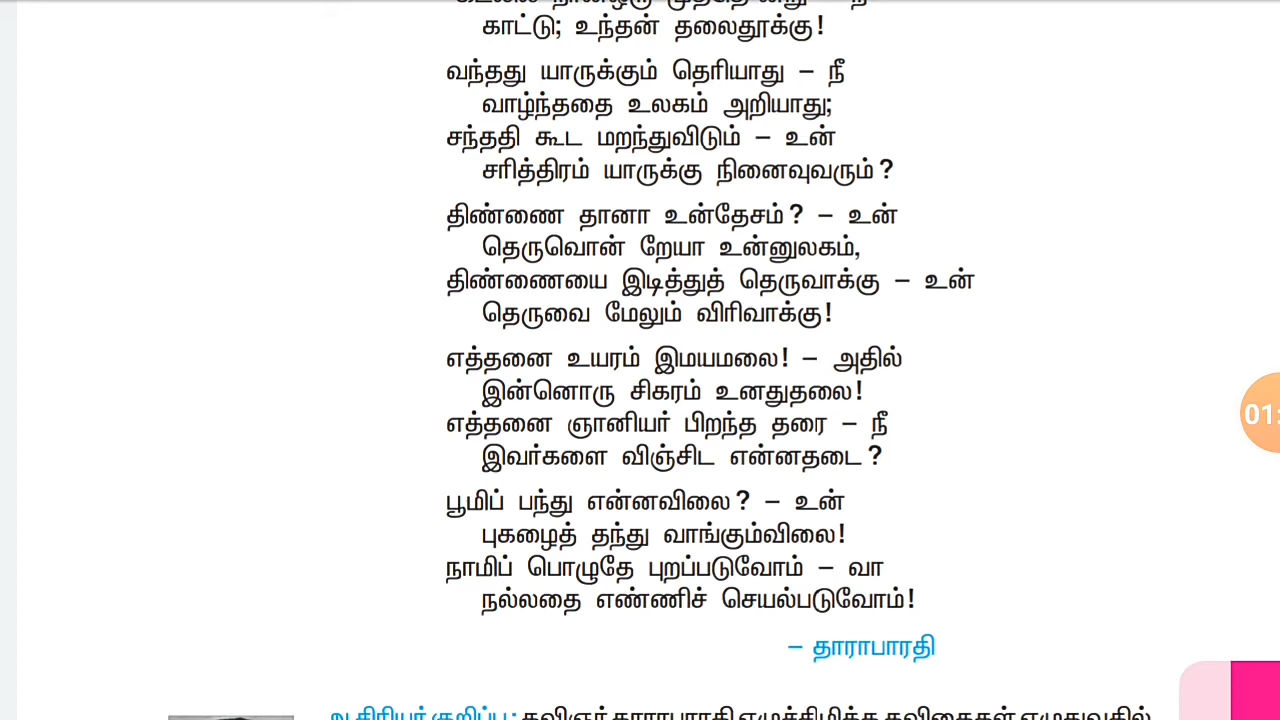 காட்டு; உந்தன் தலைதூக்கு!
வந்தது யாருக்கும் தெரியாது – நீ
வாழ்ந்ததை உலகம் அறியாது;
சந்ததி கூட மறந்துவிடும் – உன்
சரித்திரம் யாருக்கு நினைவுவரும்?
திண்ணை தானா உன்தேசம்? – உன்
தெருவொன் றேயா உன்னுலகம்,
திண்ணையை இடித்துத் தெருவாக்கு – உன்
தெருவை மேலும் விரிவாக்கு!
எத்தனை உயரம் இமயமலை! – அதில்
இன்னொரு சிகரம் உனதுதலை!
எத்தனை ஞானியர் பிறந்த தரை – நீ
இவர்களை விஞ்சிட என்னதடை?
பூமிப் பந்து என்னவிலை? – உன்
புகழைத் தந்து வாங்கும்விலை!
நாமிப் பொழுதே புறப்படுவோம் – வா
நல்லதை எண்ணிச் செயல்படுவோம்!
– தாராபாரதி
01: